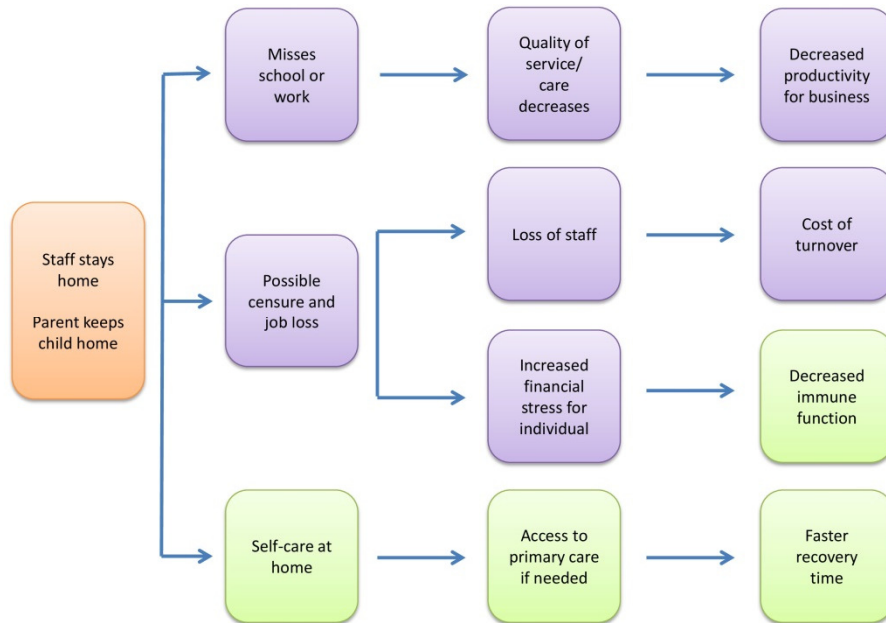 Misses
school or
work
Quality of
service/
care
decreases
Decreased
productivity
for business
Staff stays
home
Parent keeps
child home
Possible
censure and
job loss
Loss of staff
Cost of
turnover
Increased
financial
stress for
individual
Decreased
immune
function
Self-care at
home
Access to
primary care
if needed
Faster
recovery
time